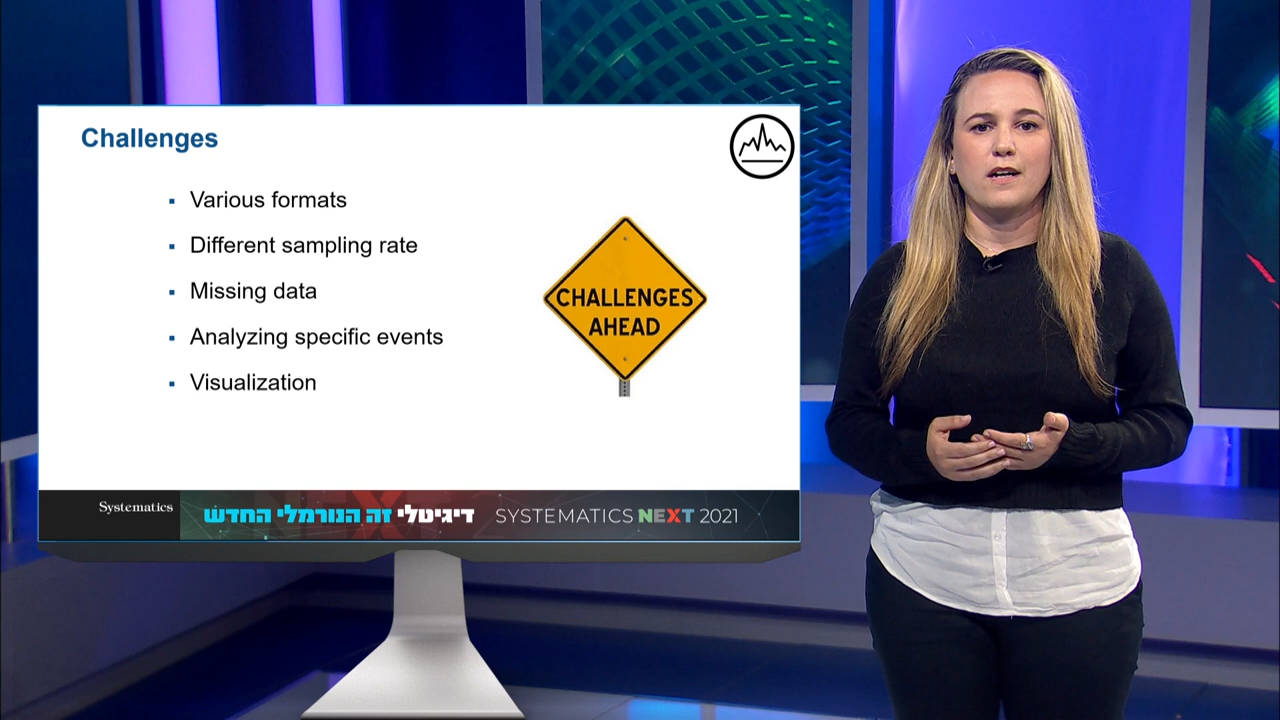 Challenges
Various formats
Different sampling rate
Missing data
Analyzing specific events
Visualization
CHALLENGES
AHEAD
Systematics
דיגיטלי זה הנורמלי החדש
SYSTEMATICS NEXT 2021